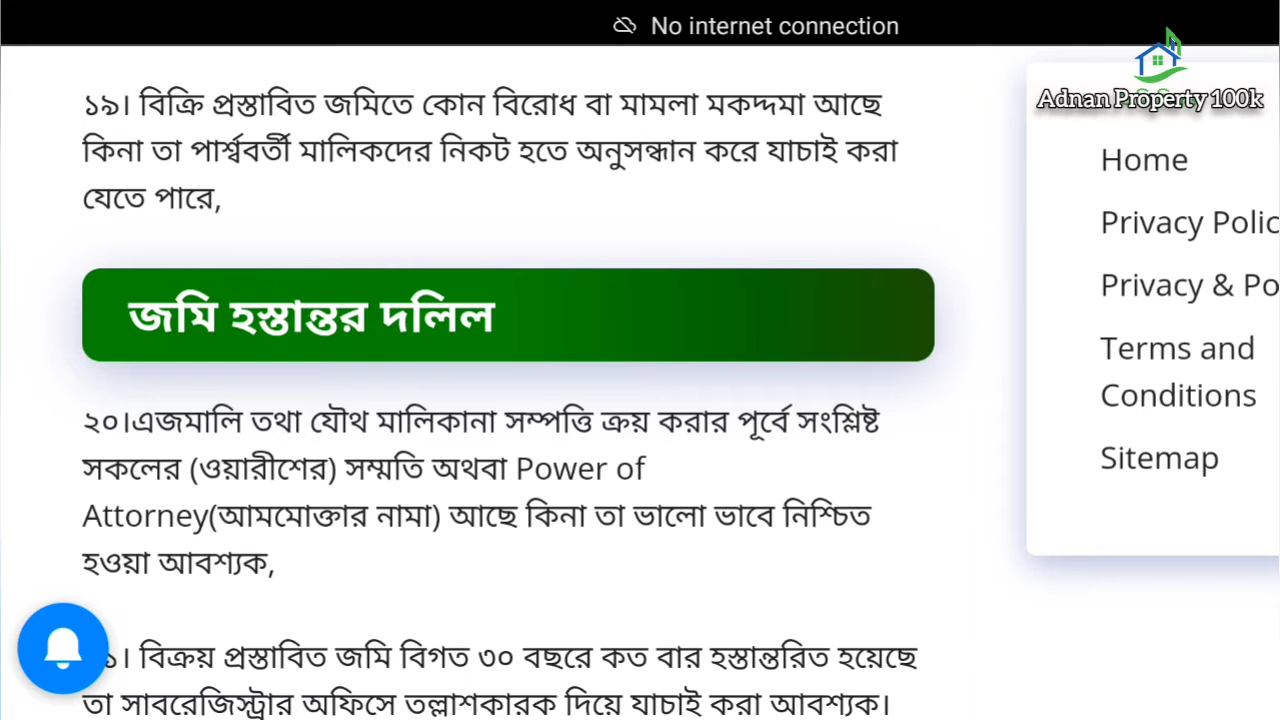 No internet connection
Adnan Property 100k
১৯। বিক্রি প্রস্তাবিত জমিতে কোন বিরোধ বা মামলা মকদ্দমা আছে
কিনা তা পার্শ্ববর্তী মালিকদের নিকট হতে অনুসন্ধান করে যাচাই করা
যেতে পারে,
জমি হস্তান্তর দলিল
২০।এজমালি তথা যৌথ মালিকানা সম্পত্তি ক্রয় করার পূর্বে সংশ্লিষ্ট
সকলের (ওয়ারীশের) সম্মতি অথবা Power of
Attorney(আমমোক্তার নামা) আছে কিনা তা ভালো ভাবে নিশ্চিত
হওয়া আবশ্যক,
১। বিক্রয় প্রস্তাবিত জমি বিগত ৩০ বছরে কত বার হস্তান্তরিত হয়েছে
তা সাবরেজিস্ট্রার অফিসে তল্লাশকারক দিয়ে যাচাই করা আবশ্যক।
Home
Privacy Polic
Privacy & Po
Terms and
Conditions
Sitemap